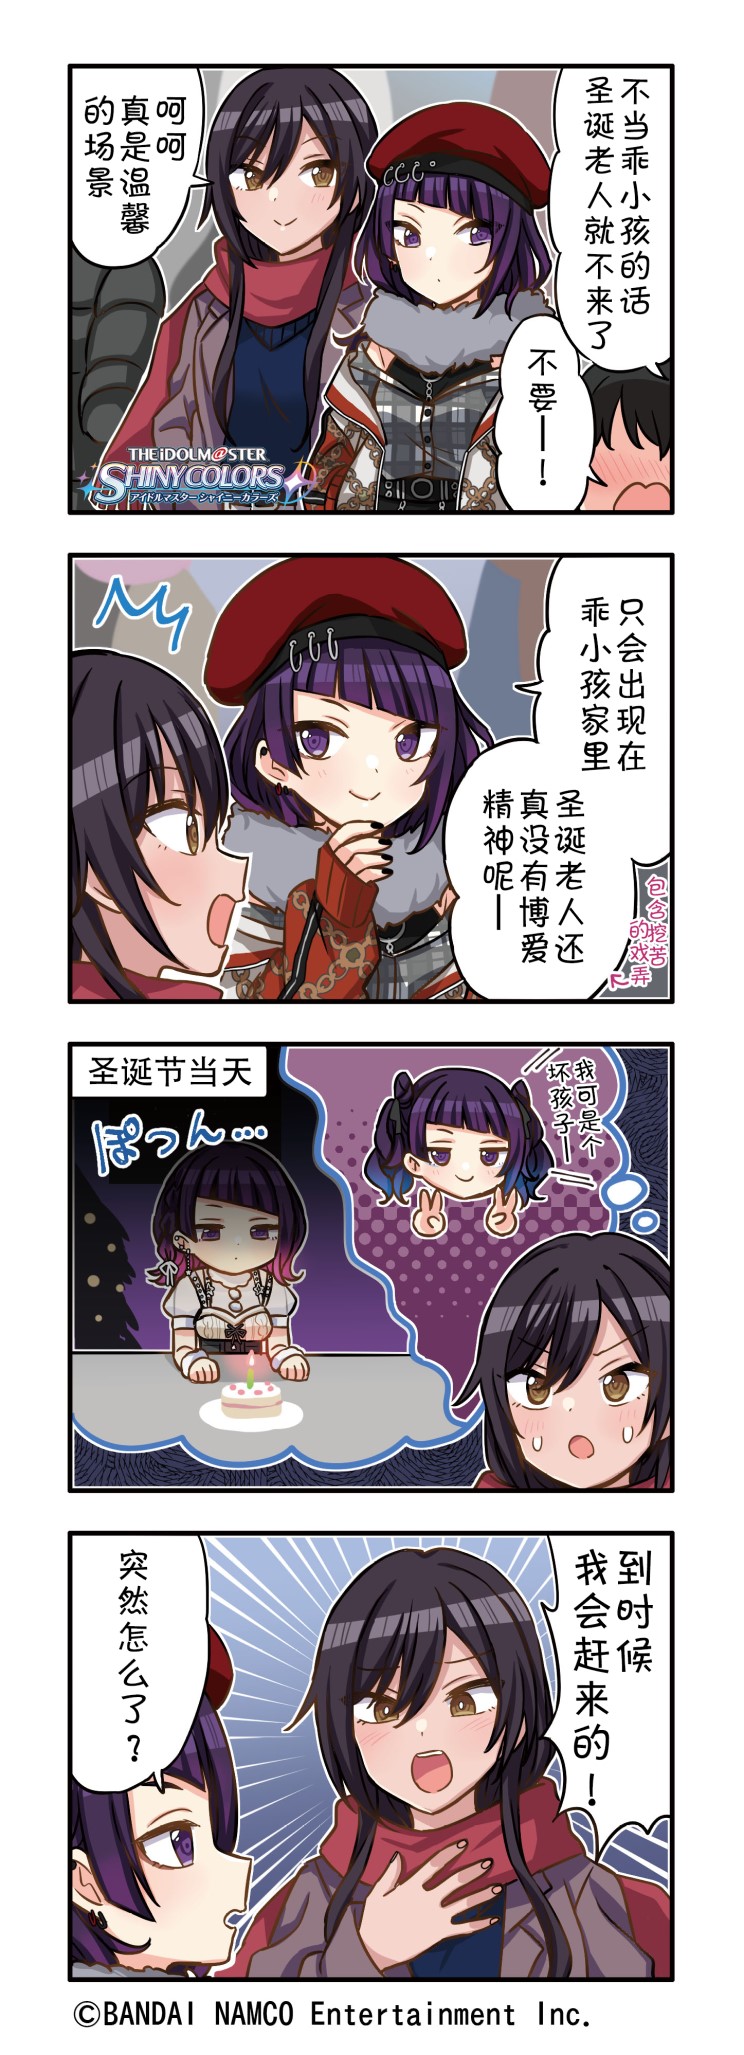 不当乖小孩的话
圣诞老人就不来了
不要——！
呵呵
真是温馨
的场景
THE iDOLM@STER
SHINY COLORS
アイドルマスター シャイニーカラーズ
只会出现在
乖小孩家里
圣诞老人还
真没有博爱
精神呢——
包含挖苦
的戏弄
圣诞节当天
ぽつん…
我可是个
坏孩子——
到时候
我会赶来的！
突然怎么了？
©BANDAI NAMCO Entertainment Inc.